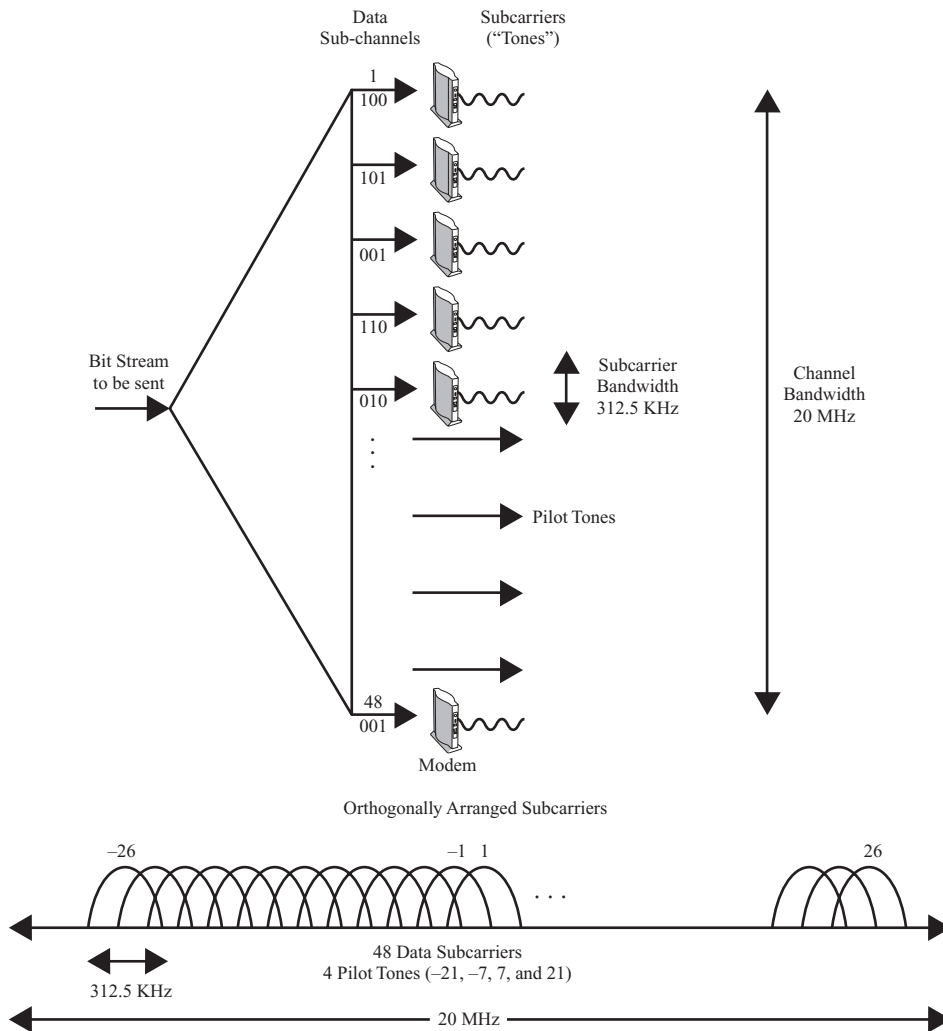 Data
Sub-channels
Subcarriers
(“Tones”)
1
100
101
001
110
010
Bit Stream
to be sent
Subcarrier
Bandwidth
312.5 KHz
Channel
Bandwidth
20 MHz
. . .
Pilot Tones
48
001
Modem
Orthogonally Arranged Subcarriers
–26
–1
1
26
. . .
48 Data Subcarriers
4 Pilot Tones (–21, –7, 7, and 21)
312.5 KHz
20 MHz